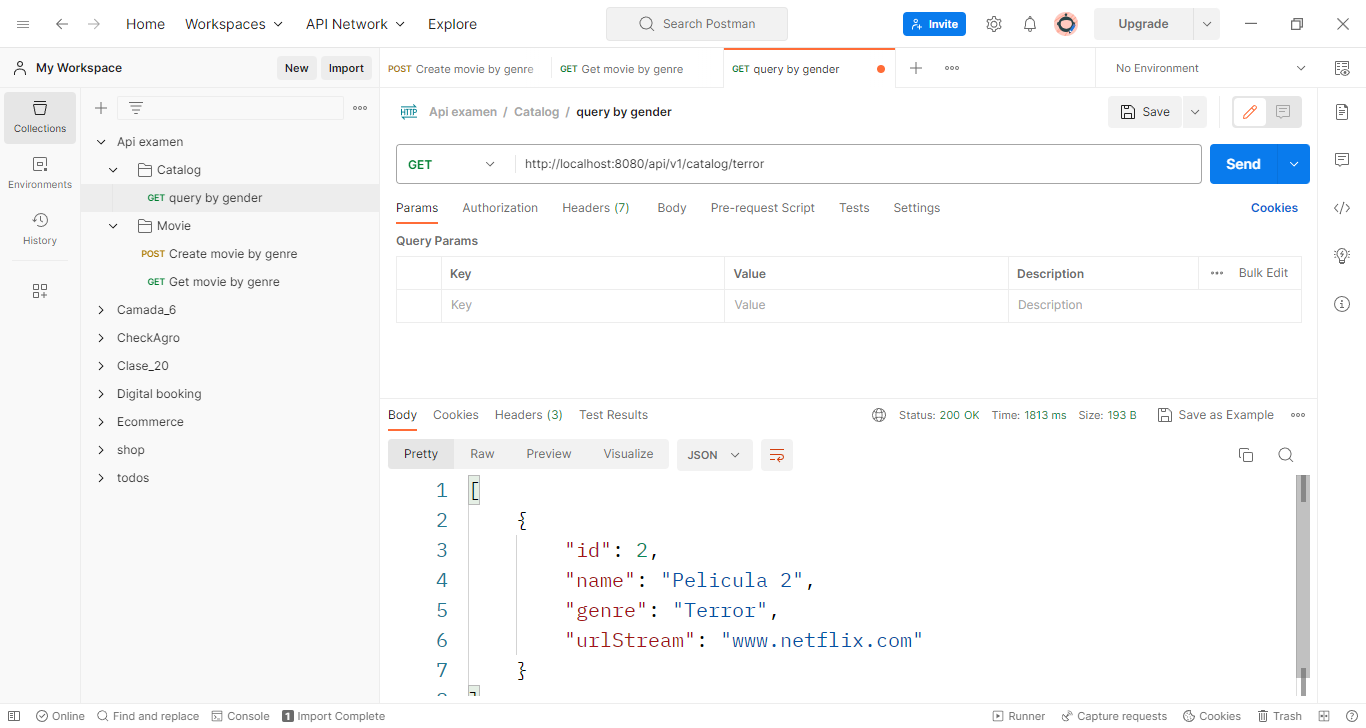 Home Workspaces API Network Explore Search Postman Invite Upgrade
My Workspace New Import POST Create movie by genre GET Get movie by genre GET query by gender No Environment
Collections
Environments
History
Api examen
Catalog
GET query by gender
Movie
POST Create movie by genre
GET Get movie by genre
Camada_6
CheckAgro
Clase_20
Digital booking
Ecommerce
shop
todos
HTTP Api examen / Catalog / query by gender Save
GET http://localhost:8080/api/v1/catalog/terror Send
Params Authorization Headers (7) Body Pre-request Script Tests Settings Cookies
Query Params
Key Value Description Bulk Edit
Key Value Description
Body Cookies Headers (3) Test Results Status: 200 OK Time: 1813 ms Size: 193 B Save as Example
Pretty Raw Preview Visualize JSON
1 [
2 {
3 "id": 2,
4 "name": "Pelicula 2",
5 "genre": "Terror",
6 "urlStream": "www.netflix.com"
7 }
Online Find and replace Console 1 Import Complete Runner Capture requests Cookies Trash